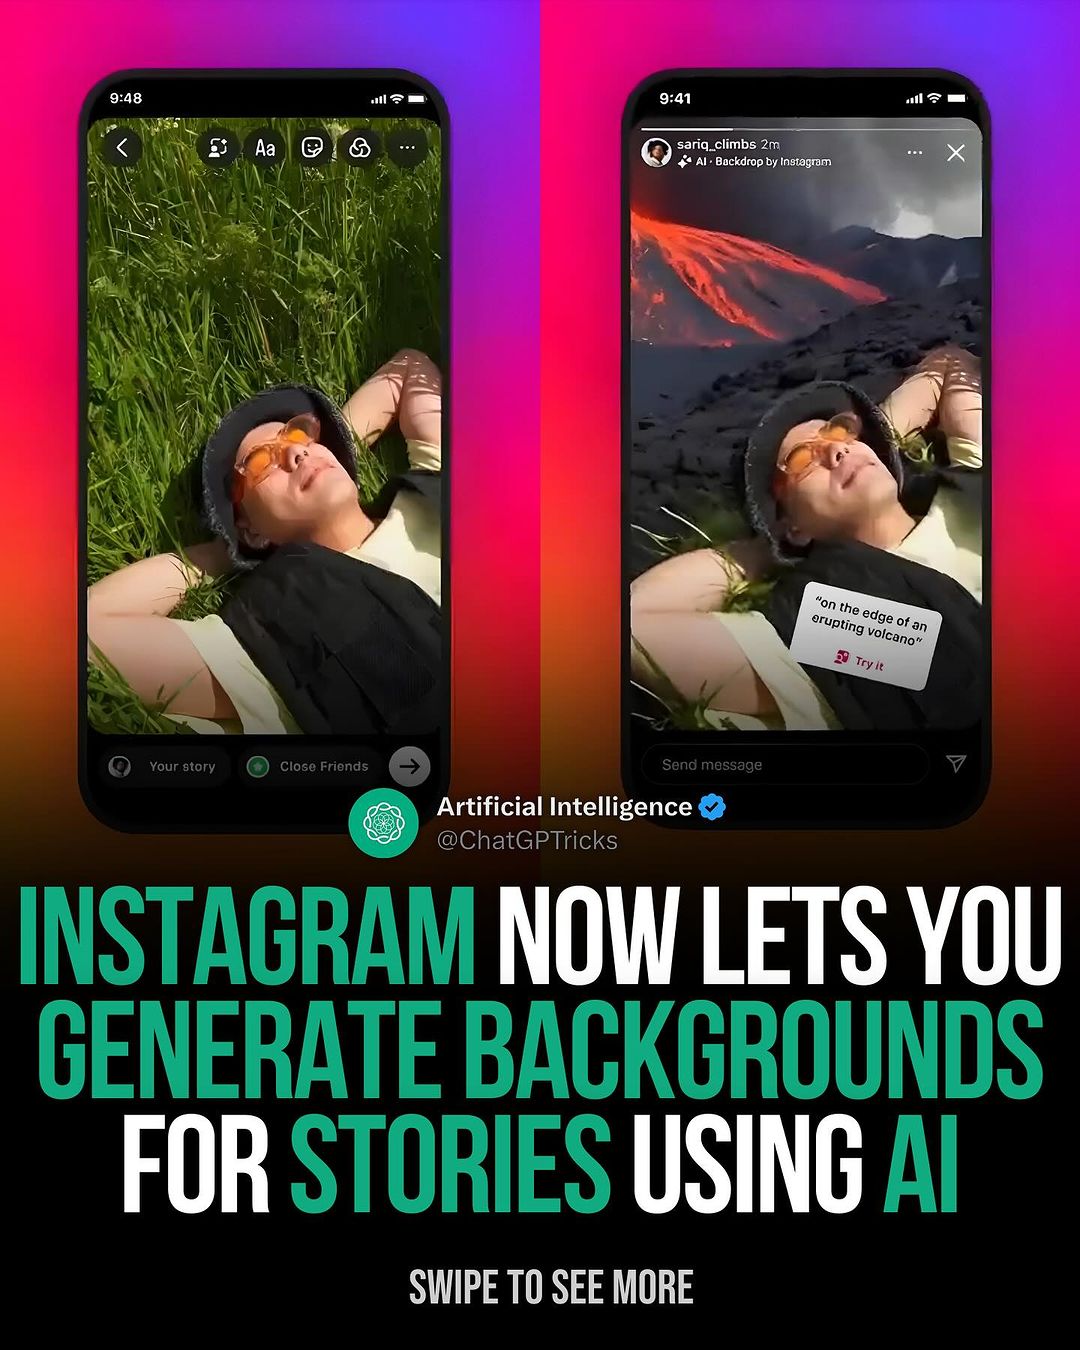 9:48
Aa
Your story
Close Friends
9:41
sariq_climbs 2m
AI · Backdrop by Instagram
"on the edge of an
erupting volcano"
Try it
Send message
Artificial Intelligence
@ChatGPTricks
INSTAGRAM NOW LETS YOU
GENERATE BACKGROUNDS
FOR STORIES USING AI
SWIPE TO SEE MORE